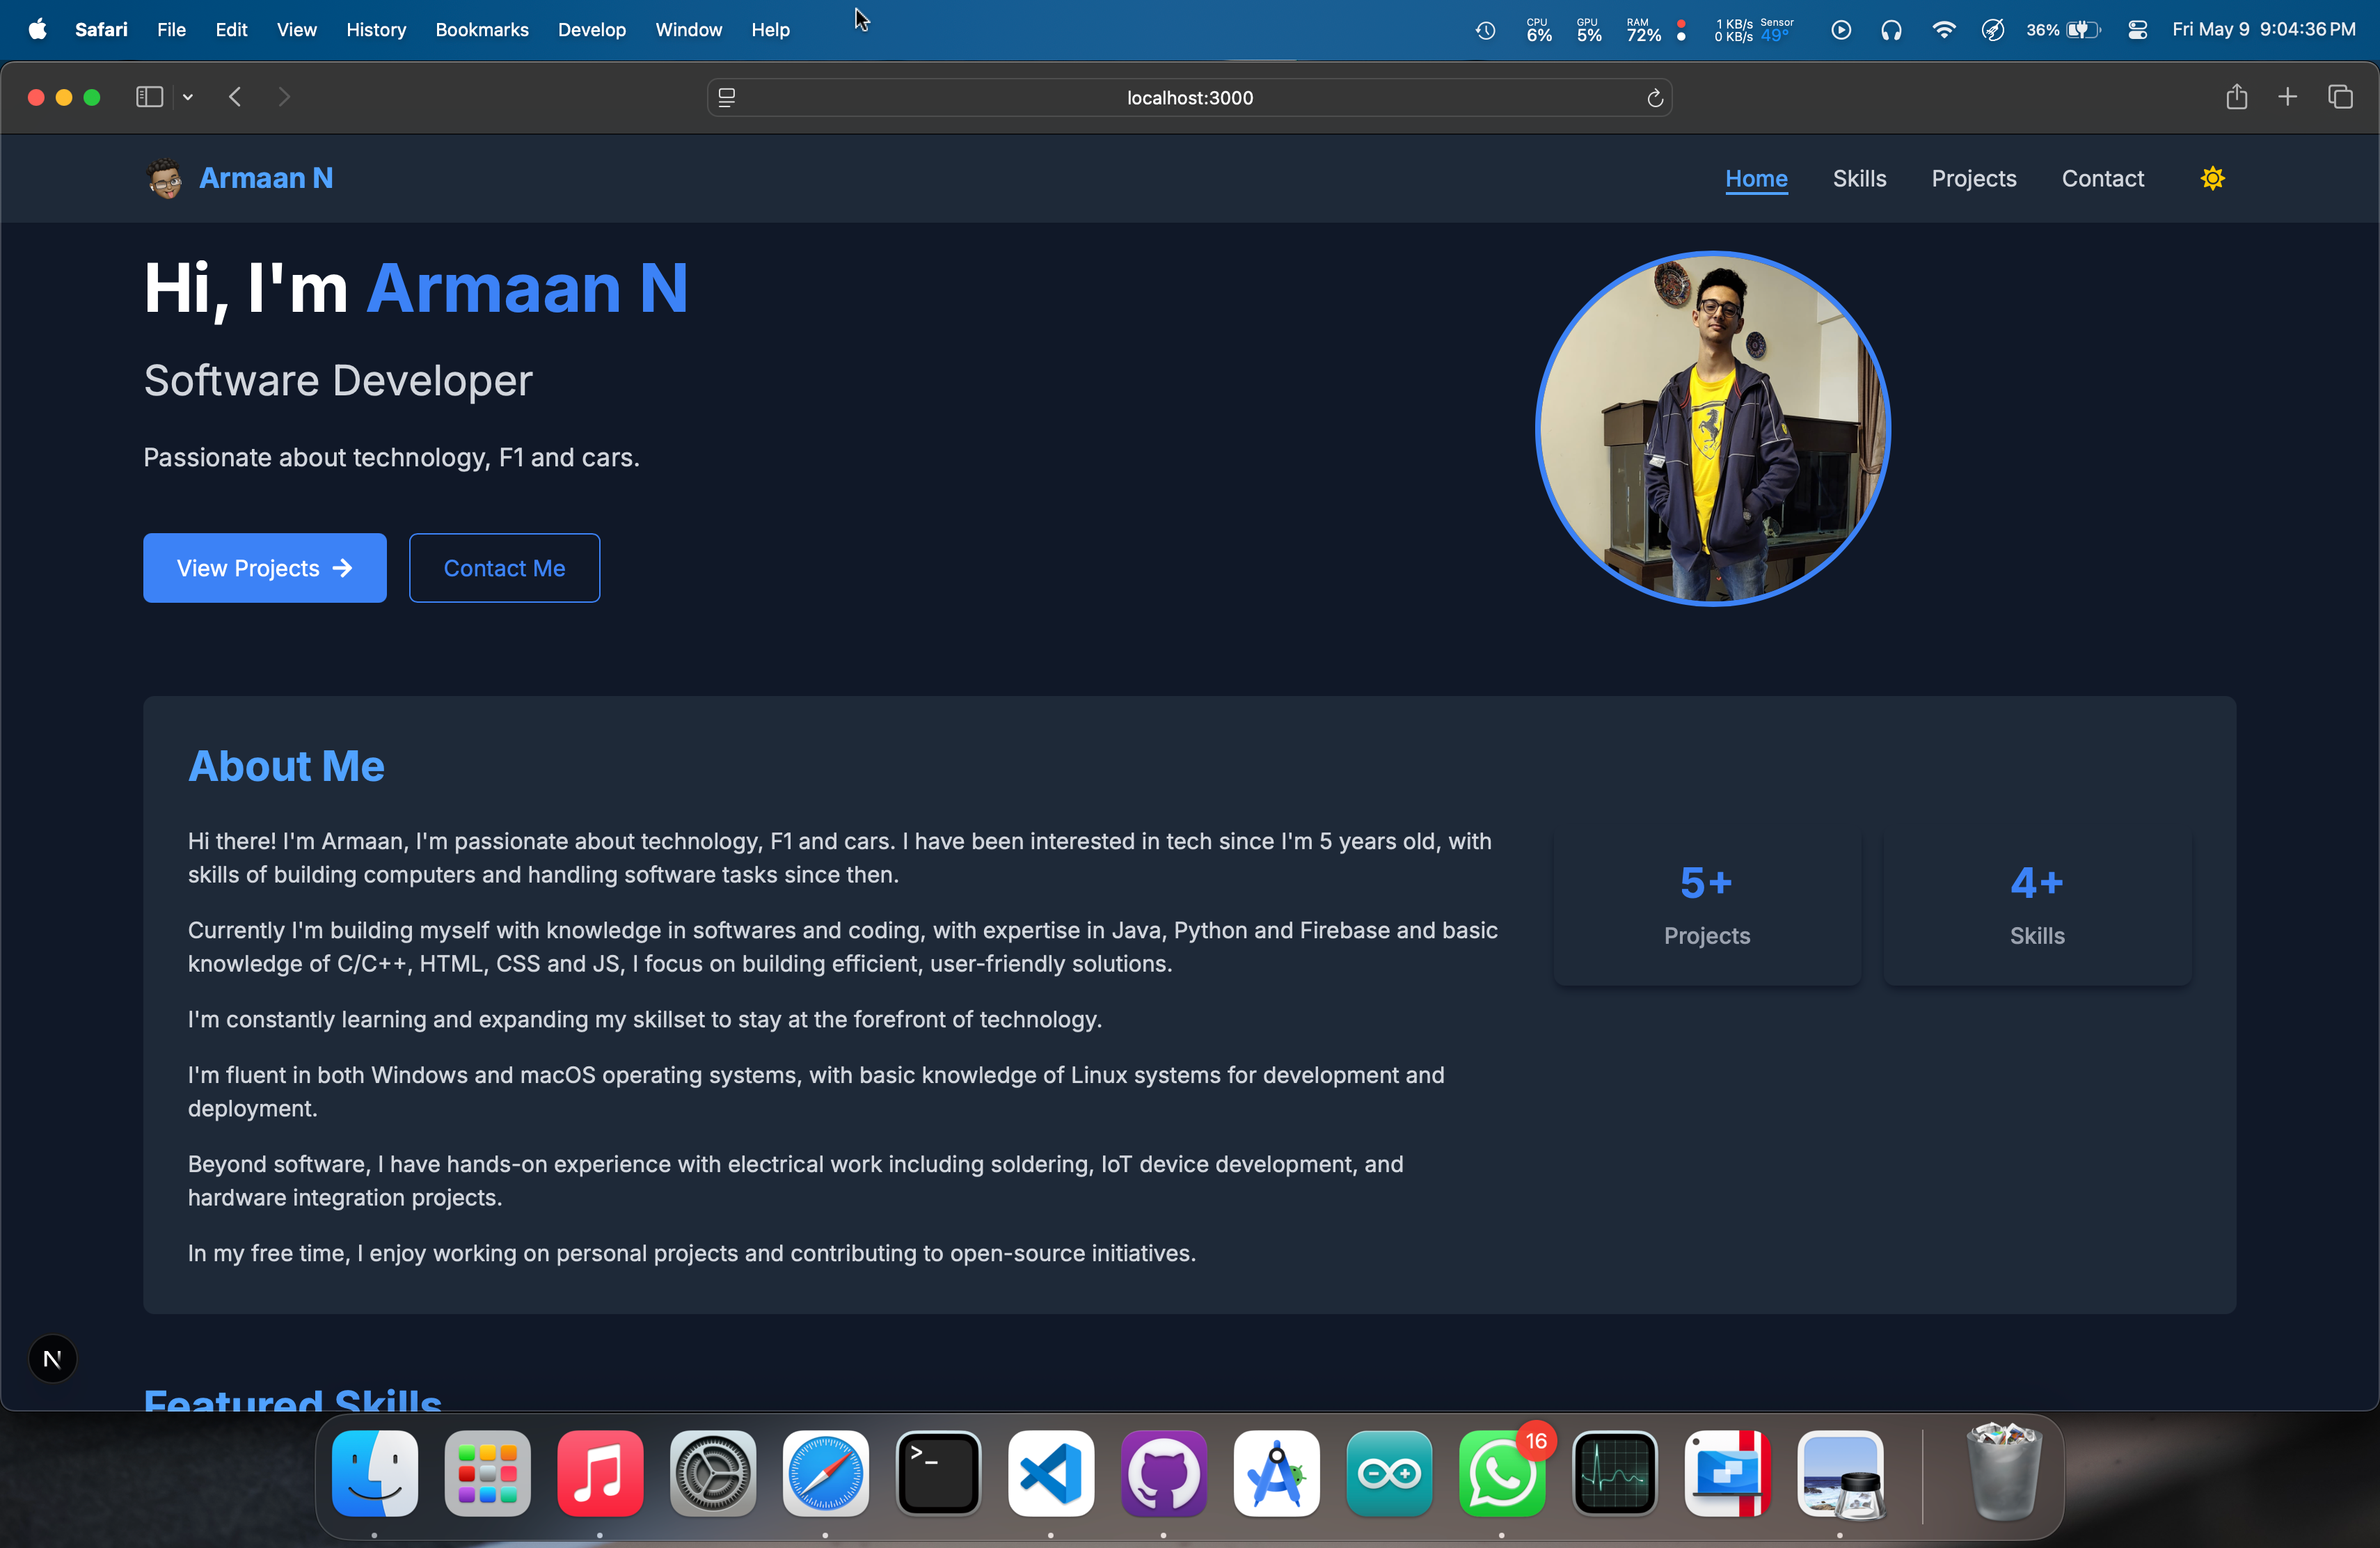 Safari File Edit View History Bookmarks Develop Window Help
CPU 6% GPU 5% RAM 72% 1 KB/s 0 KB/s Sensor 49° 36% Fri May 9 9:04:36 PM
localhost:3000
Armaan N
Home Skills Projects Contact
Hi, I'm Armaan N
Software Developer
Passionate about technology, F1 and cars.
View Projects → Contact Me
About Me
Hi there! I'm Armaan, I'm passionate about technology, F1 and cars. I have been interested in tech since I'm 5 years old, with
skills of building computers and handling software tasks since then.
Currently I'm building myself with knowledge in softwares and coding, with expertise in Java, Python and Firebase and basic
knowledge of C/C++, HTML, CSS and JS, I focus on building efficient, user-friendly solutions.
I'm constantly learning and expanding my skillset to stay at the forefront of technology.
I'm fluent in both Windows and macOS operating systems, with basic knowledge of Linux systems for development and
deployment.
Beyond software, I have hands-on experience with electrical work including soldering, IoT device development, and
hardware integration projects.
In my free time, I enjoy working on personal projects and contributing to open-source initiatives.
5+
Projects
4+
Skills
N
Featured Skills
>_
16